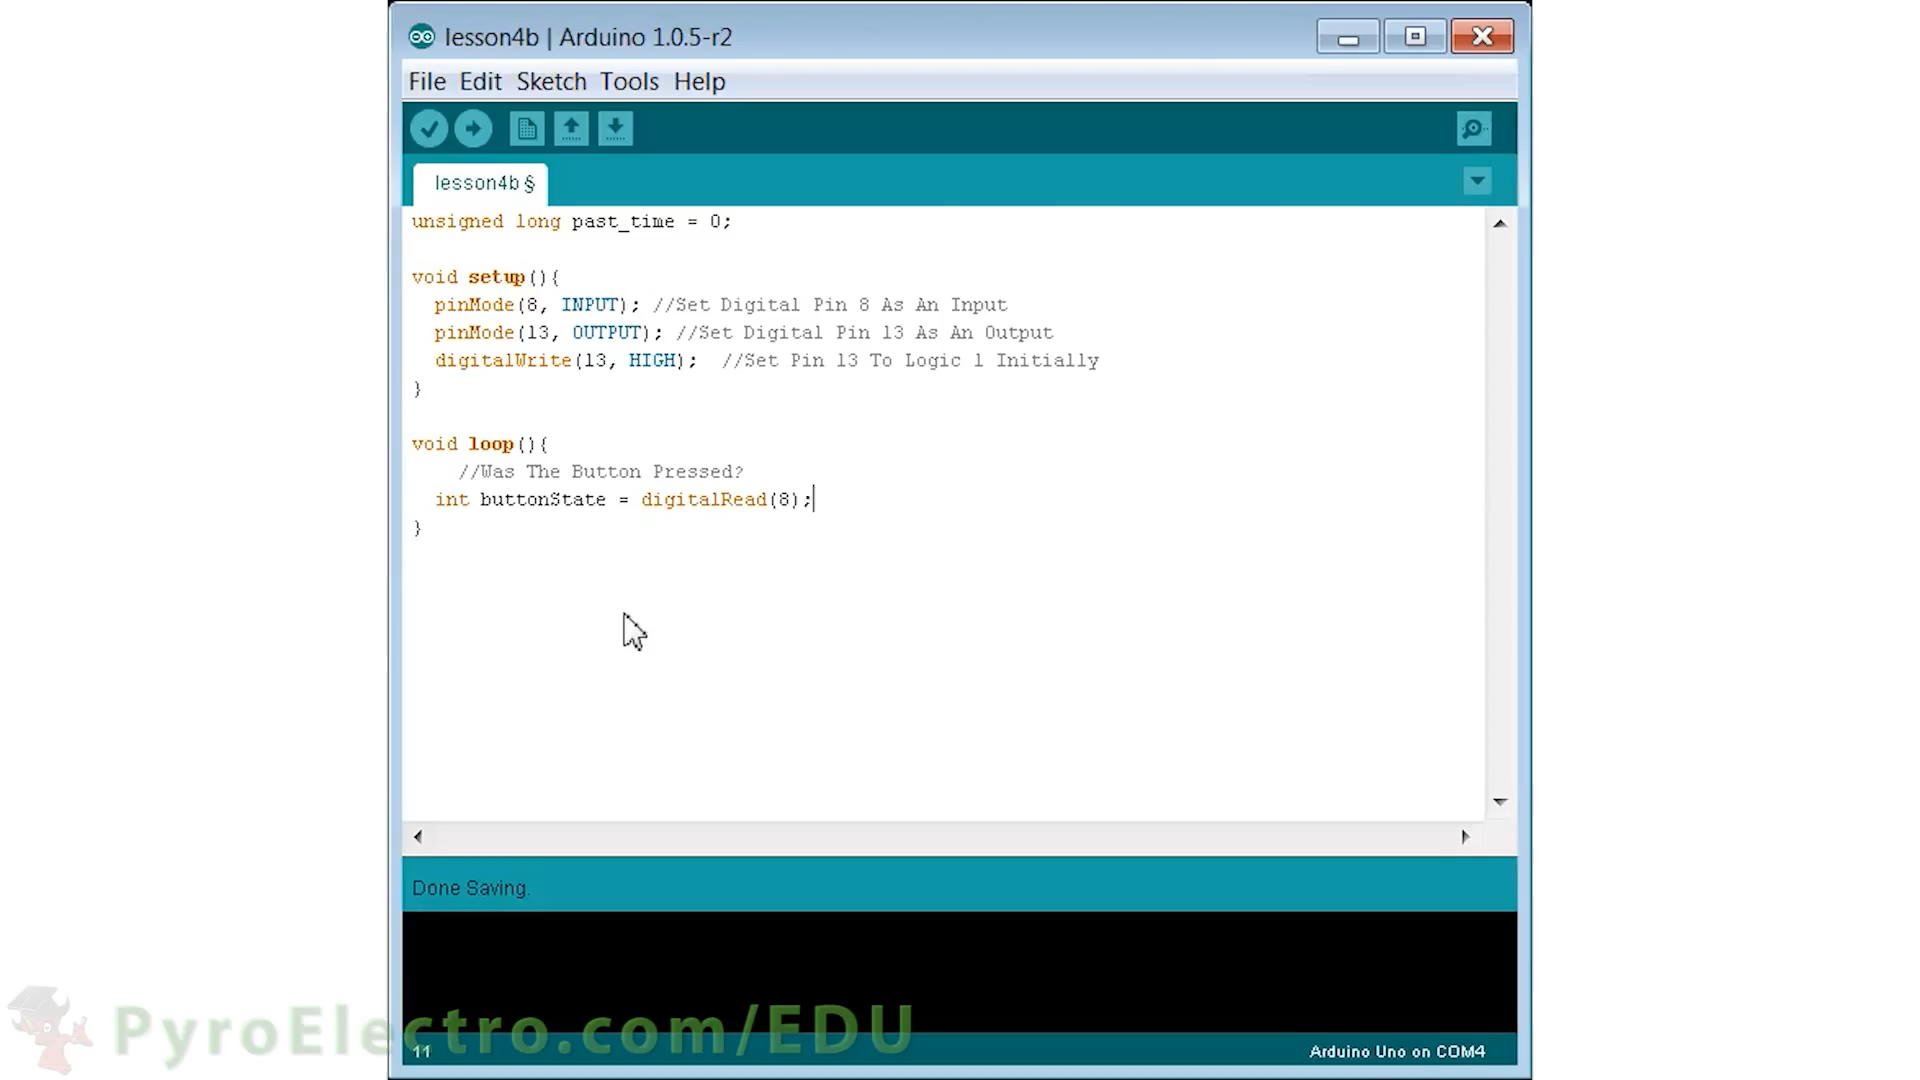 lesson4b | Arduino 1.0.5-r2
File Edit Sketch Tools Help
lesson4b §
unsigned long past_time = 0;
void setup(){
pinMode(8, INPUT); //Set Digital Pin 8 As An Input
pinMode(13, OUTPUT); //Set Digital Pin 13 As An Output
digitalWrite(13, HIGH); //Set Pin 13 To Logic 1 Initially
}
void loop(){
//Was The Button Pressed?
int buttonState = digitalRead(8);
}
Done Saving.
PyroElectro.com/EDU
11
Arduino Uno on COM4